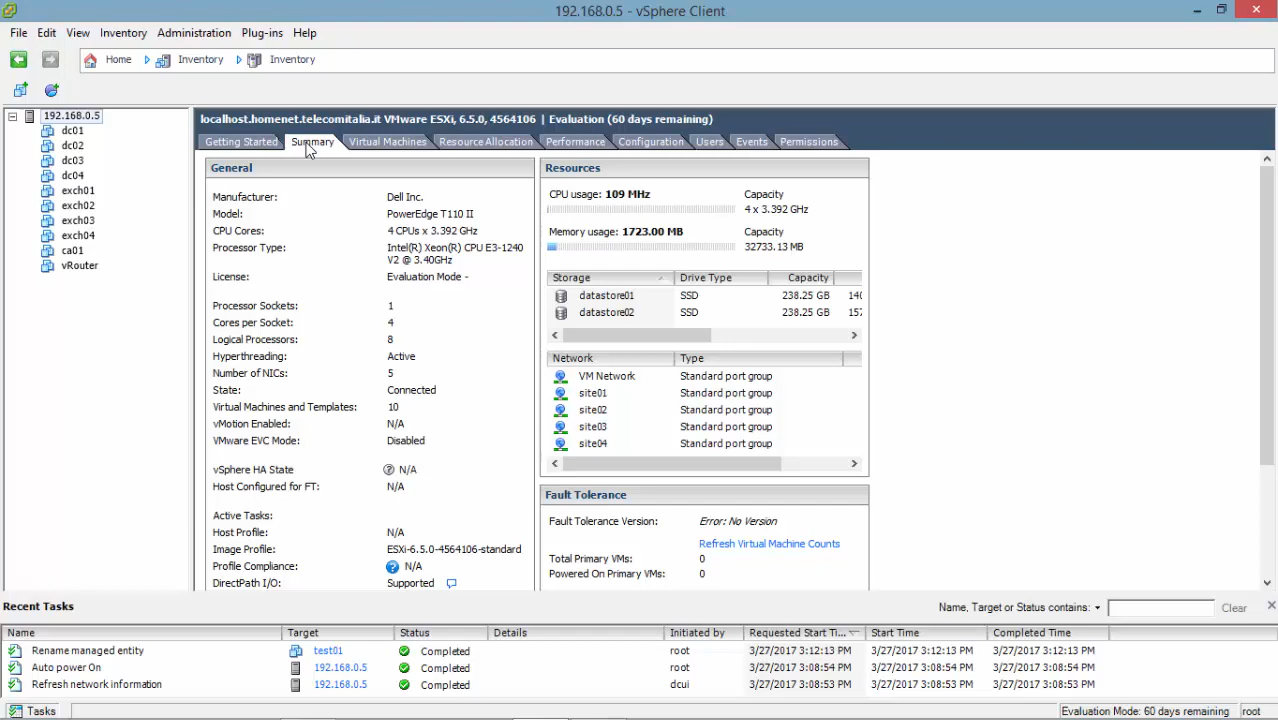 192.168.0.5 - vSphere Client
File Edit View Inventory Administration Plug-ins Help
Home Inventory Inventory
192.168.0.5
dc01
dc02
dc03
dc04
exch01
exch02
exch03
exch04
ca01
vRouter
localhost.homenet.telecomitalia.it VMware ESXi, 6.5.0, 4564106 | Evaluation (60 days remaining)
Getting Started Summary Virtual Machines Resource Allocation Performance Configuration Users Events Permissions
General
Manufacturer: Dell Inc.
Model: PowerEdge T110 II
CPU Cores: 4 CPUs x 3.392 GHz
Processor Type: Intel(R) Xeon(R) CPU E3-1240
V2 @ 3.40GHz
License: Evaluation Mode -
Processor Sockets: 1
Cores per Socket: 4
Logical Processors: 8
Hyperthreading: Active
Number of NICs: 5
State: Connected
Virtual Machines and Templates: 10
vMotion Enabled: N/A
VMware EVC Mode: Disabled
vSphere HA State N/A
Host Configured for FT: N/A
Active Tasks:
Host Profile: N/A
Image Profile: ESXi-6.5.0-4564106-standard
Profile Compliance: N/A
DirectPath I/O: Supported
Resources
CPU usage: 109 MHz Capacity
4 x 3.392 GHz
Memory usage: 1723.00 MB Capacity
32733.13 MB
Storage Drive Type Capacity
datastore01 SSD 238.25 GB
datastore02 SSD 238.25 GB
Network Type
VM Network Standard port group
site01 Standard port group
site02 Standard port group
site03 Standard port group
site04 Standard port group
Fault Tolerance
Fault Tolerance Version: Error: No Version
Refresh Virtual Machine Counts
Total Primary VMs: 0
Powered On Primary VMs: 0
Recent Tasks Name, Target or Status contains: Clear
Name Target Status Details Initiated by Requested Start Ti... Start Time Completed Time
Rename managed entity test01 Completed root 3/27/2017 3:12:13 PM 3/27/2017 3:12:13 PM 3/27/2017 3:12:13 PM
Auto power On 192.168.0.5 Completed root 3/27/2017 3:08:54 PM 3/27/2017 3:08:54 PM 3/27/2017 3:08:54 PM
Refresh network information 192.168.0.5 Completed dcui 3/27/2017 3:08:53 PM 3/27/2017 3:08:53 PM 3/27/2017 3:08:53 PM
Tasks Evaluation Mode: 60 days remaining root